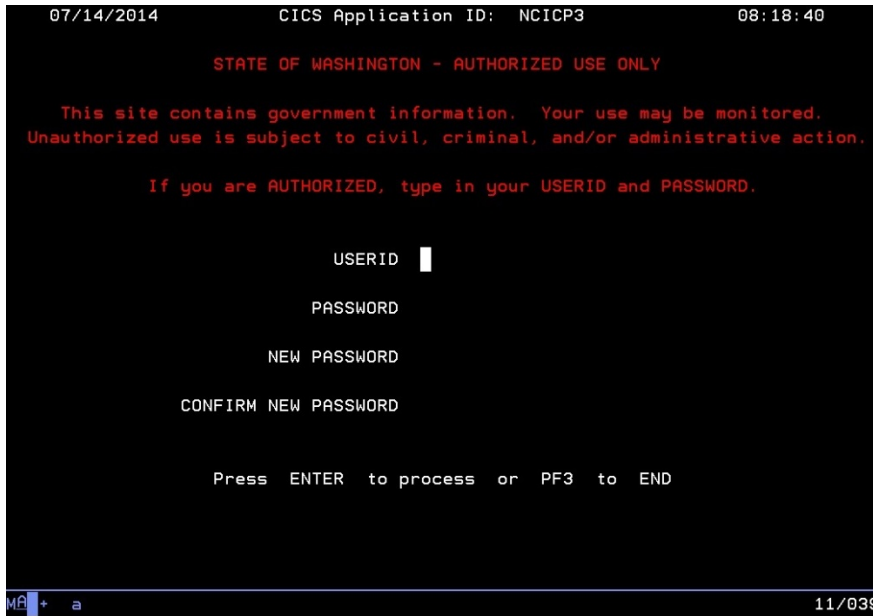 07/14/2014 CICS Application ID: NCICP3 08:18:40
STATE OF WASHINGTON - AUTHORIZED USE ONLY
This site contains government information. Your use may be monitored.
Unauthorized use is subject to civil, criminal, and/or administrative action.
If you are AUTHORIZED, type in your USERID and PASSWORD.
USERID
PASSWORD
NEW PASSWORD
CONFIRM NEW PASSWORD
Press ENTER to process or PF3 to END
MA + a 11/039